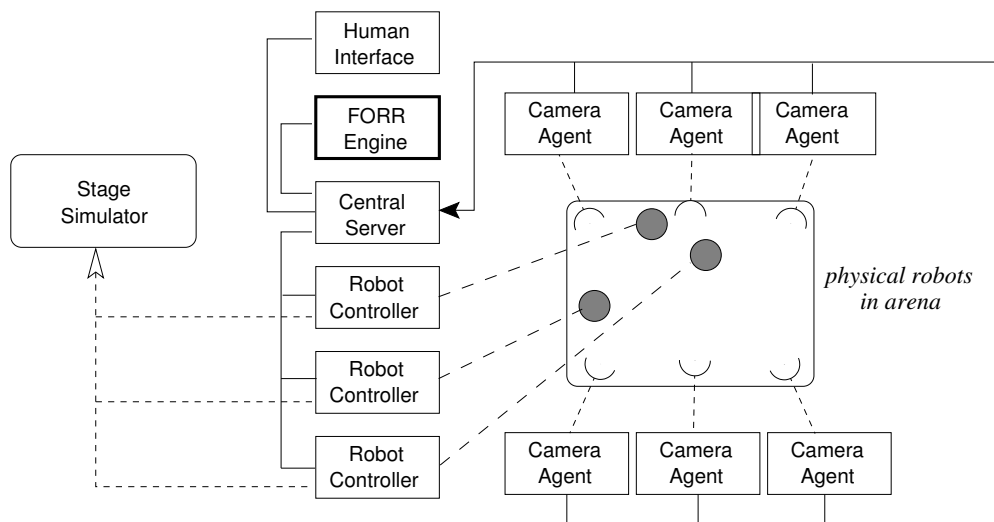 Human
Interface
FORR
Engine
Central
Server
Robot
Controller
Robot
Controller
Robot
Controller
Stage
Simulator
Camera
Agent
Camera
Agent
Camera
Agent
physical robots
in arena
Camera
Agent
Camera
Agent
Camera
Agent